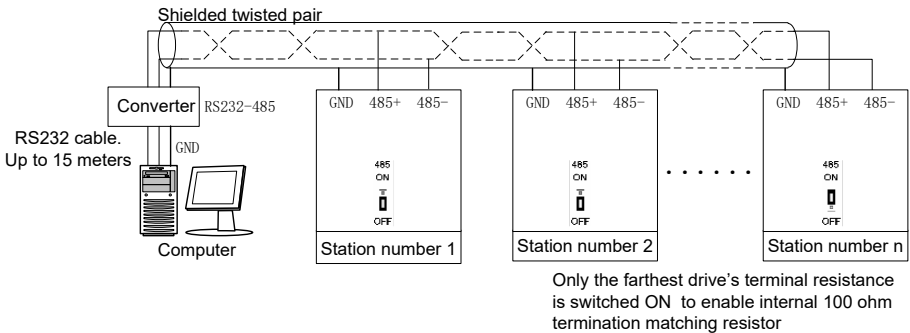 Shielded twisted pair
Converter RS232-485
RS232 cable.
Up to 15 meters
GND
Computer
GND 485+ 485-
485
ON
OFF
Station number 1
GND 485+ 485-
485
ON
OFF
Station number 2
GND 485+ 485-
485
ON
OFF
Station number n
Only the farthest drive's terminal resistance
is switched ON to enable internal 100 ohm
termination matching resistor